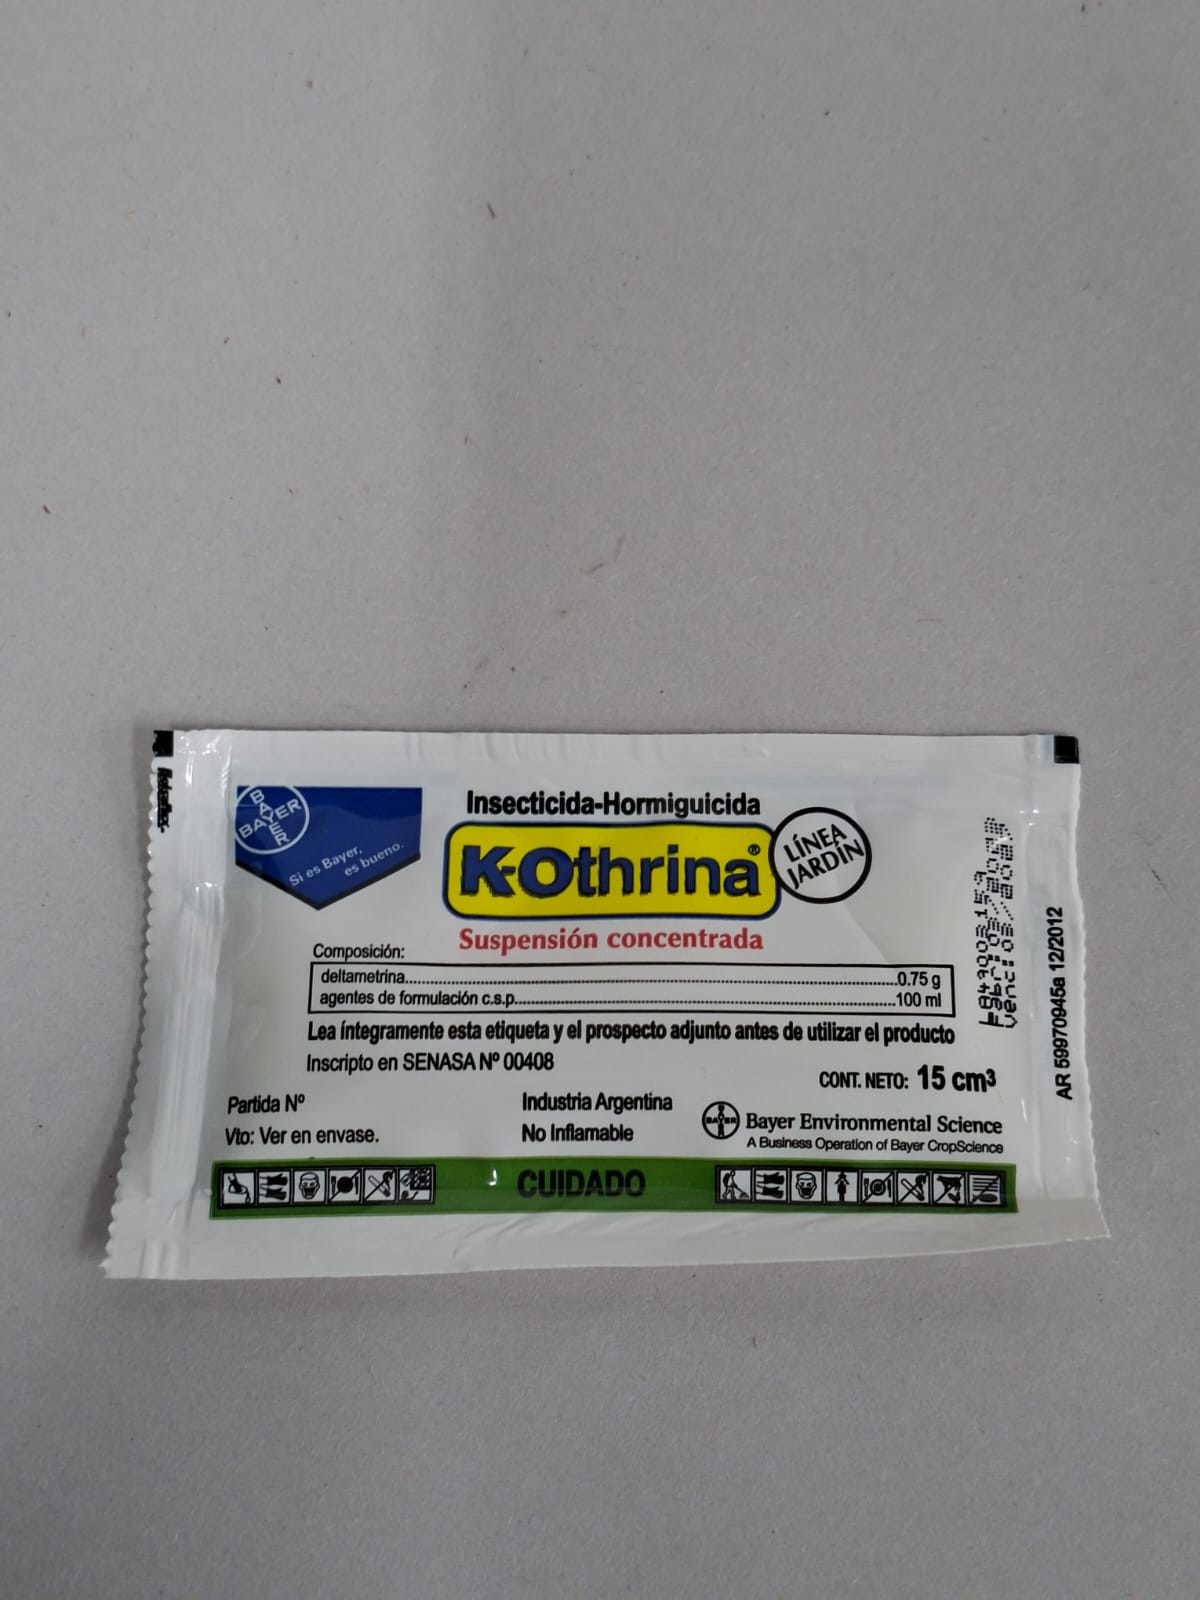 BAYER
BAYER
Si es Bayer,
es bueno.
Insecticida-Hormiguicida
K-Othrina®
LÍNEA
JARDÍN
Suspensión concentrada
Composición:
deltametrina........................................................0.75 g
agentes de formulación c.s.p........................................................100 ml
Lea íntegramente esta etiqueta y el prospecto adjunto antes de utilizar el producto
Inscripto en SENASA Nº 00408
CONT. NETO: 15 cm³
Partida Nº
Industria Argentina
Vto: Ver en envase.
No Inflamable
BAYER
Bayer Environmental Science
A Business Operation of Bayer CropScience
CUIDADO
AR 59970945a 12/2012